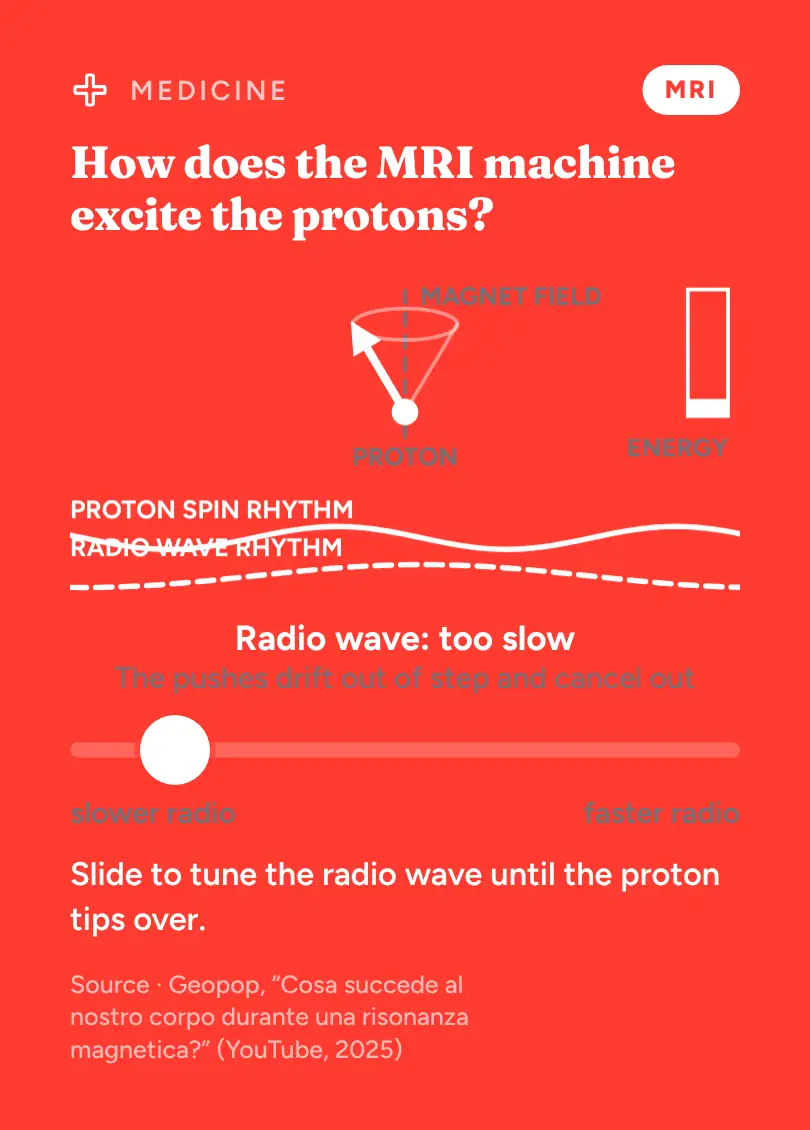 MEDICINE
MRI
How does the MRI machine
excite the protons?
MAGNET FIELD
PROTON
ENERGY
PROTON SPIN RHYTHM
RADIO WAVE RHYTHM
Radio wave: too slow
The pushes drift out of step and cancel out
slower radio
faster radio
Slide to tune the radio wave until the proton
tips over.
Source · Geopop, “Cosa succede al
nostro corpo durante una risonanza
magnetica?” (YouTube, 2025)